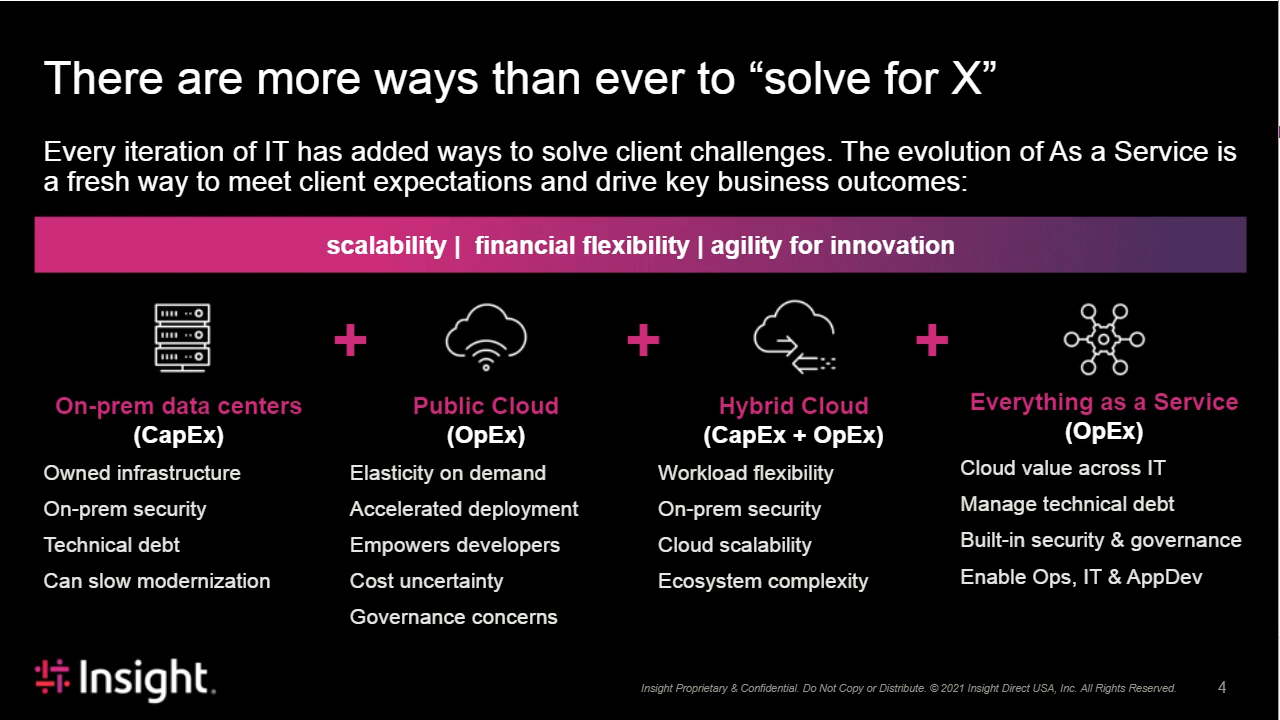 There are more ways than ever to “solve for X”
Every iteration of IT has added ways to solve client challenges. The evolution of As a Service is
a fresh way to meet client expectations and drive key business outcomes:
scalability |  financial flexibility | agility for innovation
+
+
+
On-prem data centers
(CapEx)
Owned infrastructure
On-prem security
Technical debt
Can slow modernization
Public Cloud
(OpEx)
Elasticity on demand
Accelerated deployment
Empowers developers
Cost uncertainty
Governance concerns
Hybrid Cloud
(CapEx + OpEx)
Workload flexibility
On-prem security
Cloud scalability
Ecosystem complexity
Everything as a Service
(OpEx)
Cloud value across IT
Manage technical debt
Built-in security & governance
Enable Ops, IT & AppDev
Insight.
Insight Proprietary & Confidential. Do Not Copy or Distribute. © 2021 Insight Direct USA, Inc. All Rights Reserved.
4